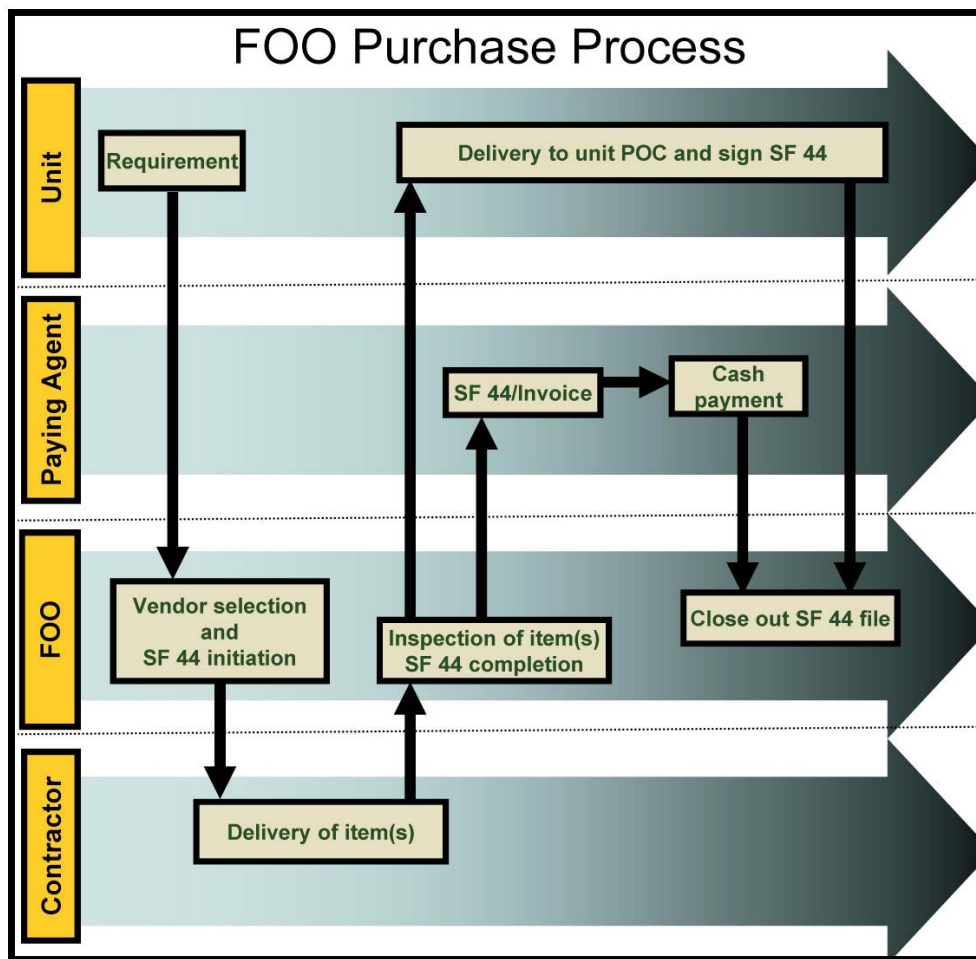 FOO Purchase Process
Unit
Requirement
Delivery to unit POC and sign SF 44
Paying Agent
SF 44/Invoice
Cash
payment
FOO
Vendor selection
and
SF 44 initiation
Inspection of item(s)
SF 44 completion
Close out SF 44 file
Contractor
Delivery of item(s)